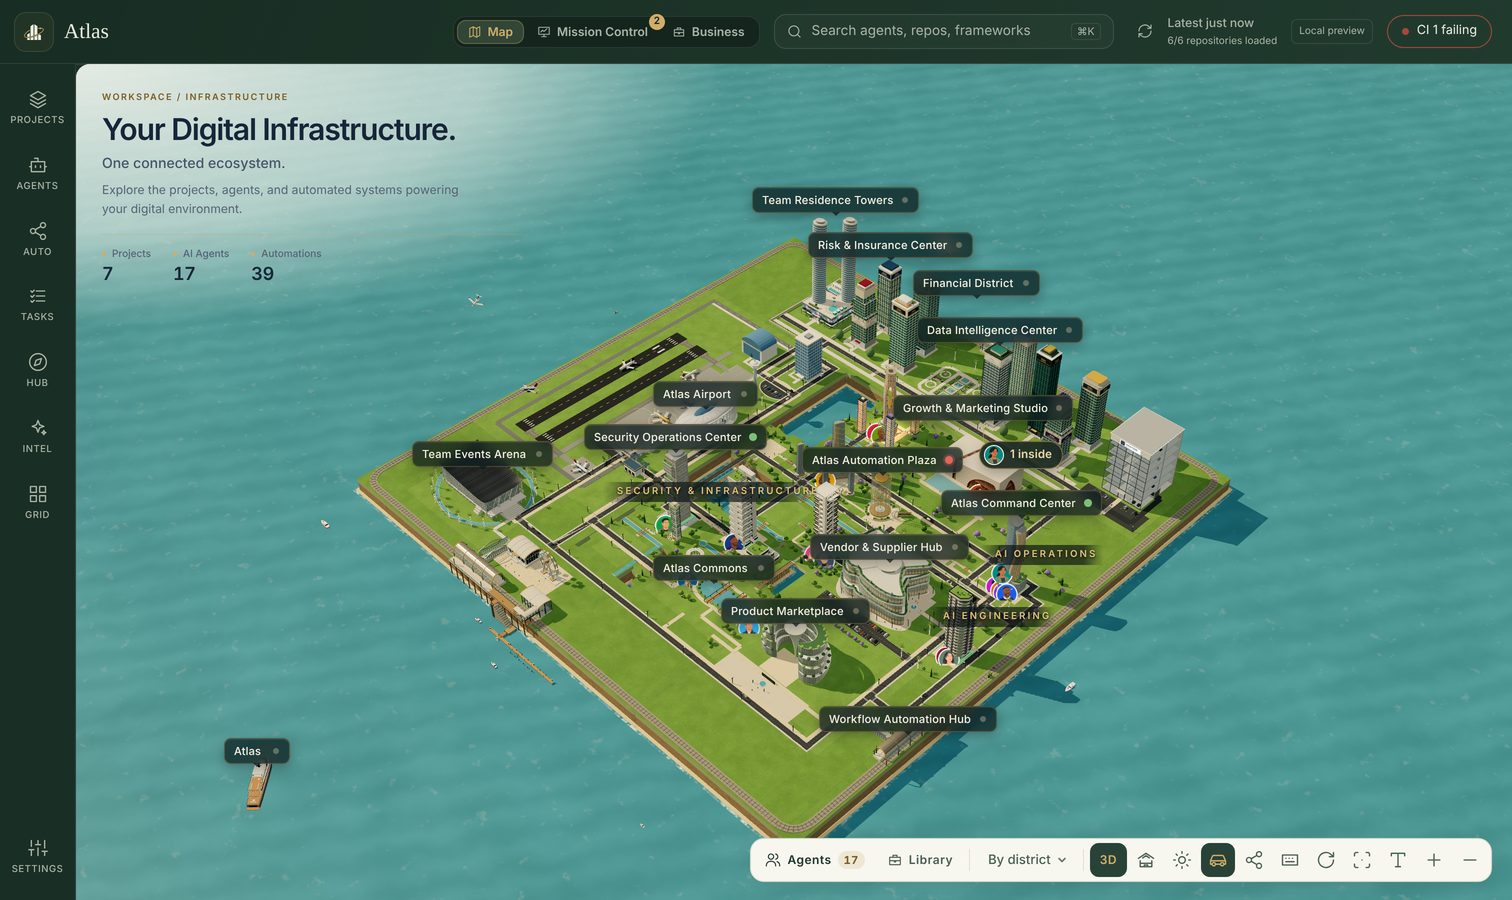 Atlas
Map
Mission Control
2
Business
Search agents, repos, frameworks
⌘K
Latest just now
6/6 repositories loaded
Local preview
CI 1 failing
PROJECTS
AGENTS
AUTO
TASKS
HUB
INTEL
GRID
SETTINGS
WORKSPACE / INFRASTRUCTURE
Your Digital Infrastructure.
One connected ecosystem.
Explore the projects, agents, and automated systems powering
your digital environment.
Projects
7
AI Agents
17
Automations
39
Team Residence Towers
Risk & Insurance Center
Financial District
Data Intelligence Center
Atlas Airport
Growth & Marketing Studio
Security Operations Center
Team Events Arena
Atlas Automation Plaza
1 inside
SECURITY & INFRASTRUCTURE
Atlas Command Center
Vendor & Supplier Hub
AI OPERATIONS
Atlas Commons
Product Marketplace
AI ENGINEERING
Workflow Automation Hub
Atlas
Agents 17
Library
By district
3D